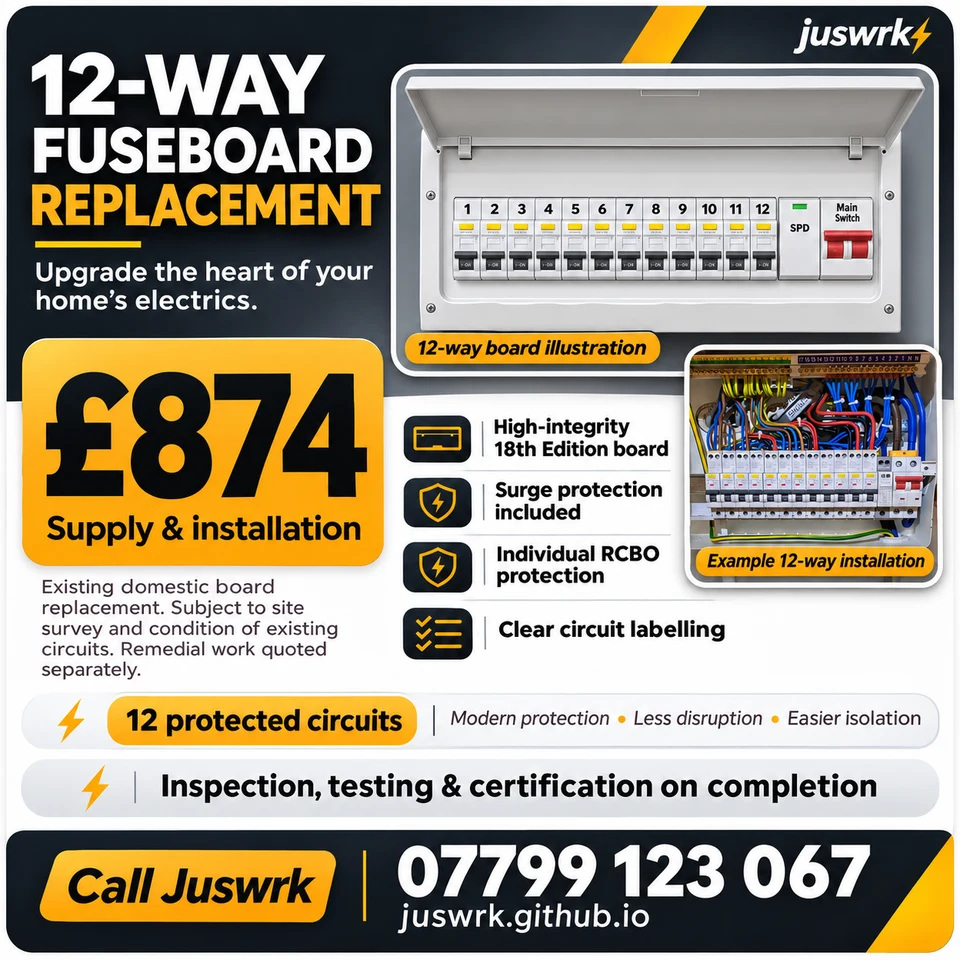 juswrk
12-WAY
FUSEBOARD
REPLACEMENT
Upgrade the heart of your
home's electrics.
1 2 3 4 5 6 7 8 9 10 11 12
SPD
Main
Switch
12-way board illustration
£874
Supply & installation
Existing domestic board
replacement. Subject to site
survey and condition of existing
circuits. Remedial work quoted
separately.
High-integrity
18th Edition board
Surge protection
included
Individual RCBO
protection
Clear circuit labelling
Example 12-way installation
12 protected circuits
Modern protection • Less disruption • Easier isolation
Inspection, testing & certification on completion
Call Juswrk
07799 123 067
juswrk.github.io